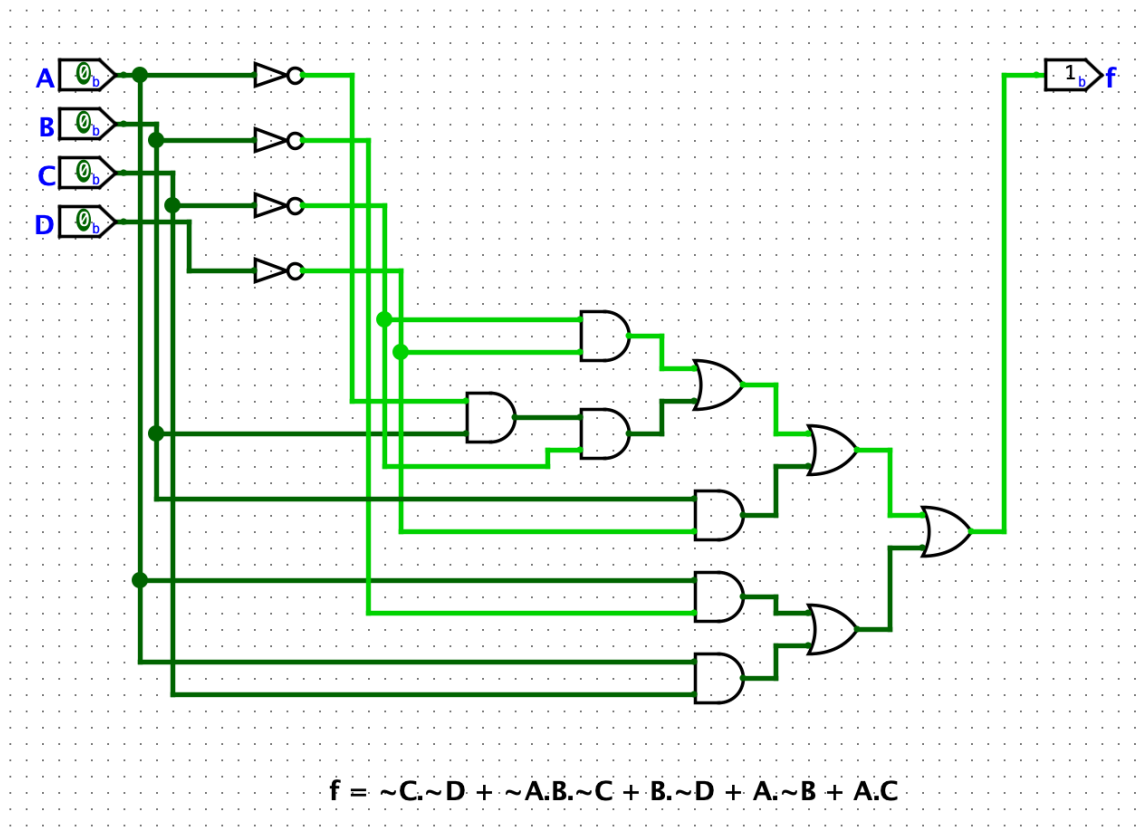 A 0b
1b f
B 0b
C 0b
D 0b
f = ~C.~D + ~A.B.~C + B.~D + A.~B + A.C